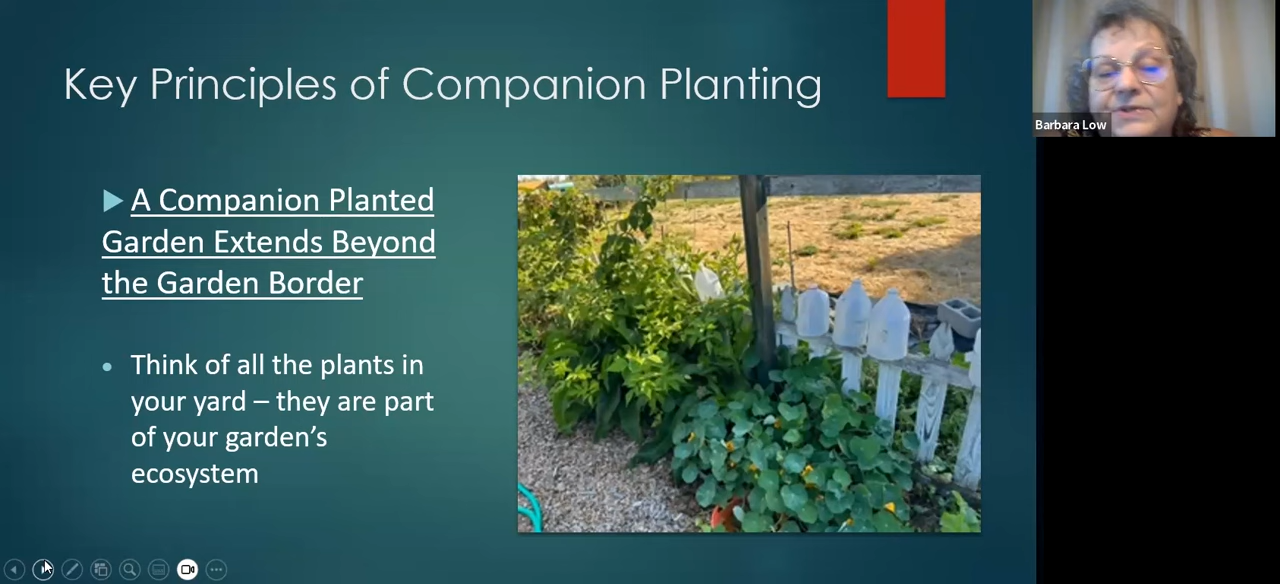 Key Principles of Companion Planting
A Companion Planted
Garden Extends Beyond
the Garden Border
Think of all the plants in
your yard – they are part
of your garden’s
ecosystem
Barbara Low